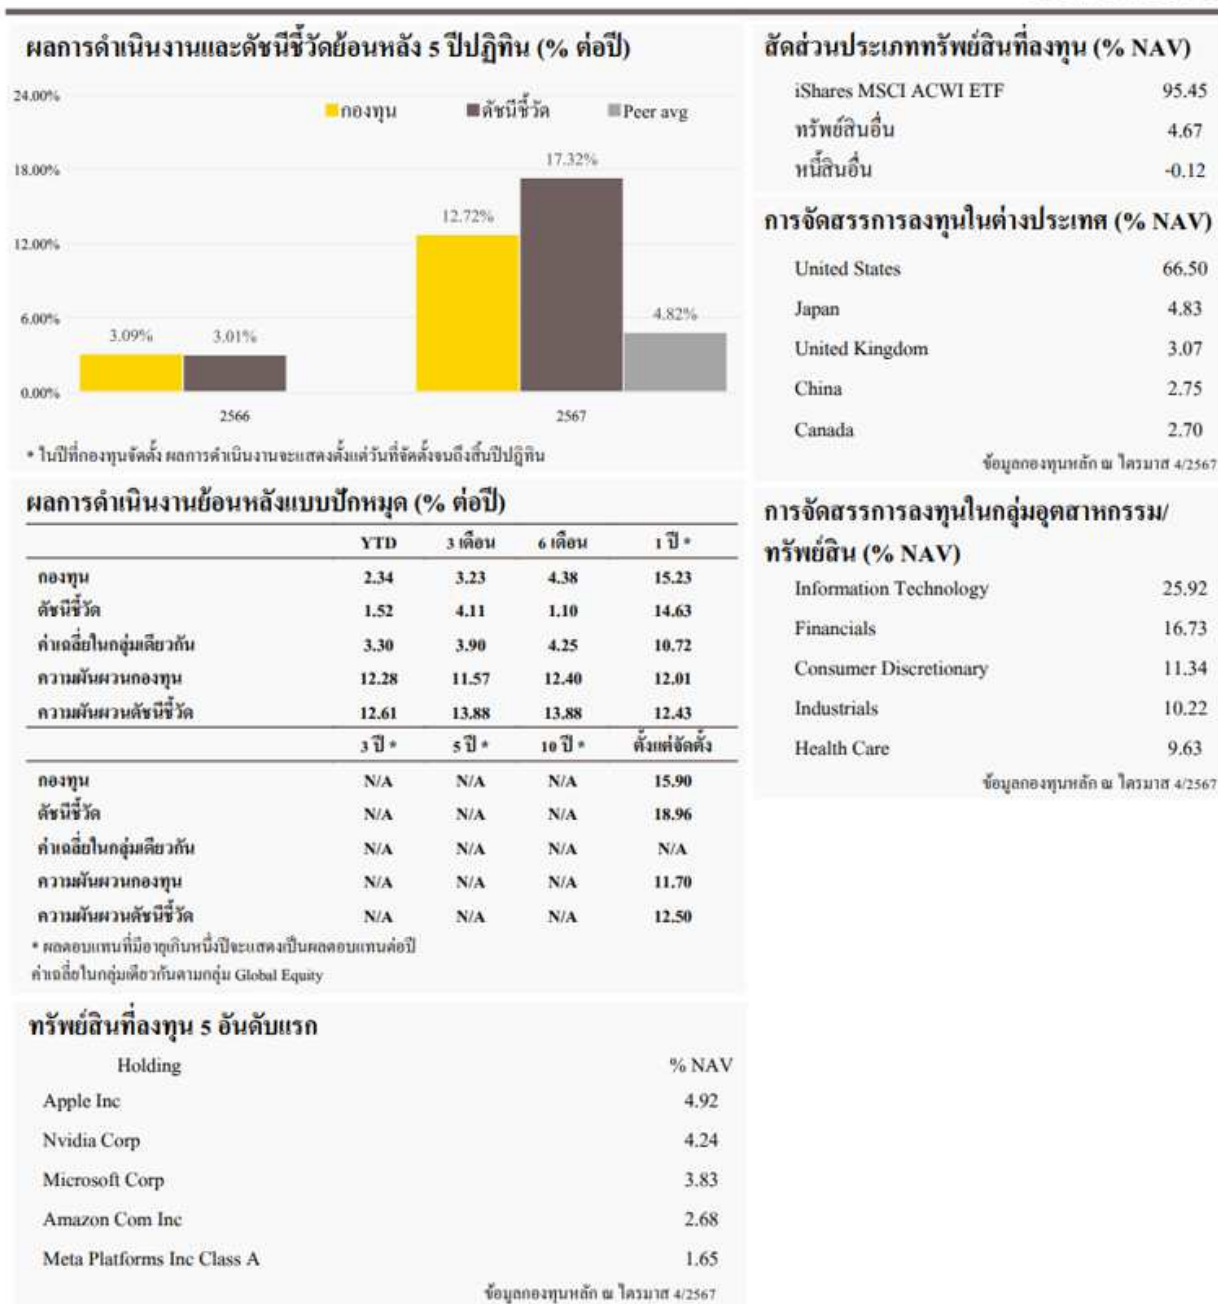 ผลการดำเนินงานและดัชนีชี้วัดย้อนหลัง 5 ปีปฏิทิน (% ต่อปี)
24.00%
กองทุน ดัชนีชี้วัด Peer avg
18.00%
17.32%
12.72%
12.00%
6.00%
4.82%
3.09% 3.01%
0.00%
2566 2567
* ในปีที่กองทุนจัดตั้ง ผลการดำเนินงานจะแสดงตั้งแต่วันที่จัดตั้งจนถึงสิ้นปีปฏิทิน
ผลการดำเนินงานย้อนหลังแบบปักหมุด (% ต่อปี)
YTD 3 เดือน 6 เดือน 1 ปี *
กองทุน 2.34 3.23 4.38 15.23
ดัชนีชี้วัด 1.52 4.11 1.10 14.63
ค่าเฉลี่ยในกลุ่มเดียวกัน 3.30 3.90 4.25 10.72
ความผันผวนกองทุน 12.28 11.57 12.40 12.01
ความผันผวนดัชนีชี้วัด 12.61 13.88 13.88 12.43
3 ปี * 5 ปี * 10 ปี * ตั้งแต่จัดตั้ง
กองทุน N/A N/A N/A 15.90
ดัชนีชี้วัด N/A N/A N/A 18.96
ค่าเฉลี่ยในกลุ่มเดียวกัน N/A N/A N/A N/A
ความผันผวนกองทุน N/A N/A N/A 11.70
ความผันผวนดัชนีชี้วัด N/A N/A N/A 12.50
* ผลตอบแทนที่มีอายุเกินหนึ่งปีจะแสดงเป็นผลตอบแทนต่อปี
ค่าเฉลี่ยในกลุ่มเดียวกันตามกลุ่ม Global Equity
ทรัพย์สินที่ลงทุน 5 อันดับแรก
Holding % NAV
Apple Inc 4.92
Nvidia Corp 4.24
Microsoft Corp 3.83
Amazon Com Inc 2.68
Meta Platforms Inc Class A 1.65
ข้อมูลกองทุนหลัก ณ ไตรมาส 4/2567
สัดส่วนประเภททรัพย์สินที่ลงทุน (% NAV)
iShares MSCI ACWI ETF 95.45
ทรัพย์สินอื่น 4.67
หนี้สินอื่น -0.12
การจัดสรรการลงทุนในต่างประเทศ (% NAV)
United States 66.50
Japan 4.83
United Kingdom 3.07
China 2.75
Canada 2.70
ข้อมูลกองทุนหลัก ณ ไตรมาส 4/2567
การจัดสรรการลงทุนในกลุ่มอุตสาหกรรม/
ทรัพย์สิน (% NAV)
Information Technology 25.92
Financials 16.73
Consumer Discretionary 11.34
Industrials 10.22
Health Care 9.63
ข้อมูลกองทุนหลัก ณ ไตรมาส 4/2567